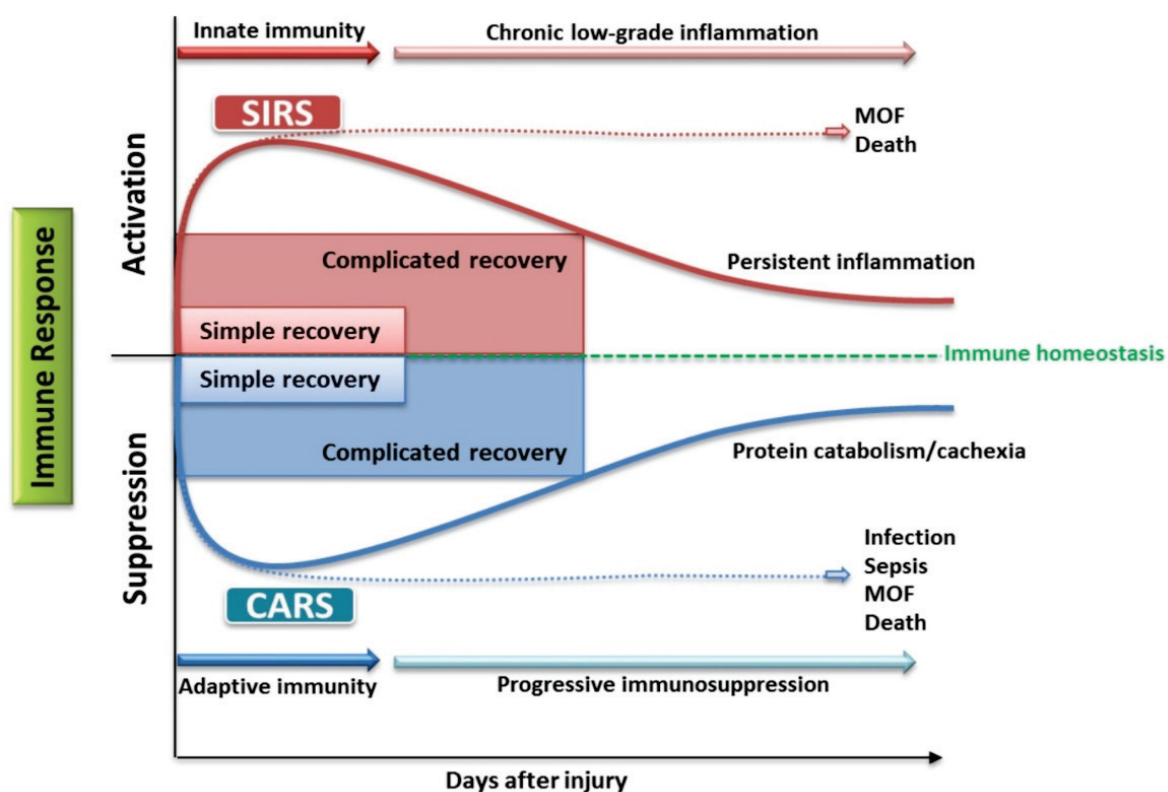 Innate immunity
Chronic low-grade inflammation
SIRS
MOF
Death
Activation
Immune Response
Complicated recovery
Persistent inflammation
Simple recovery
Immune homeostasis
Simple recovery
Complicated recovery
Protein catabolism/cachexia
Suppression
Infection
Sepsis
MOF
Death
CARS
Adaptive immunity
Progressive immunosuppression
Days after injury